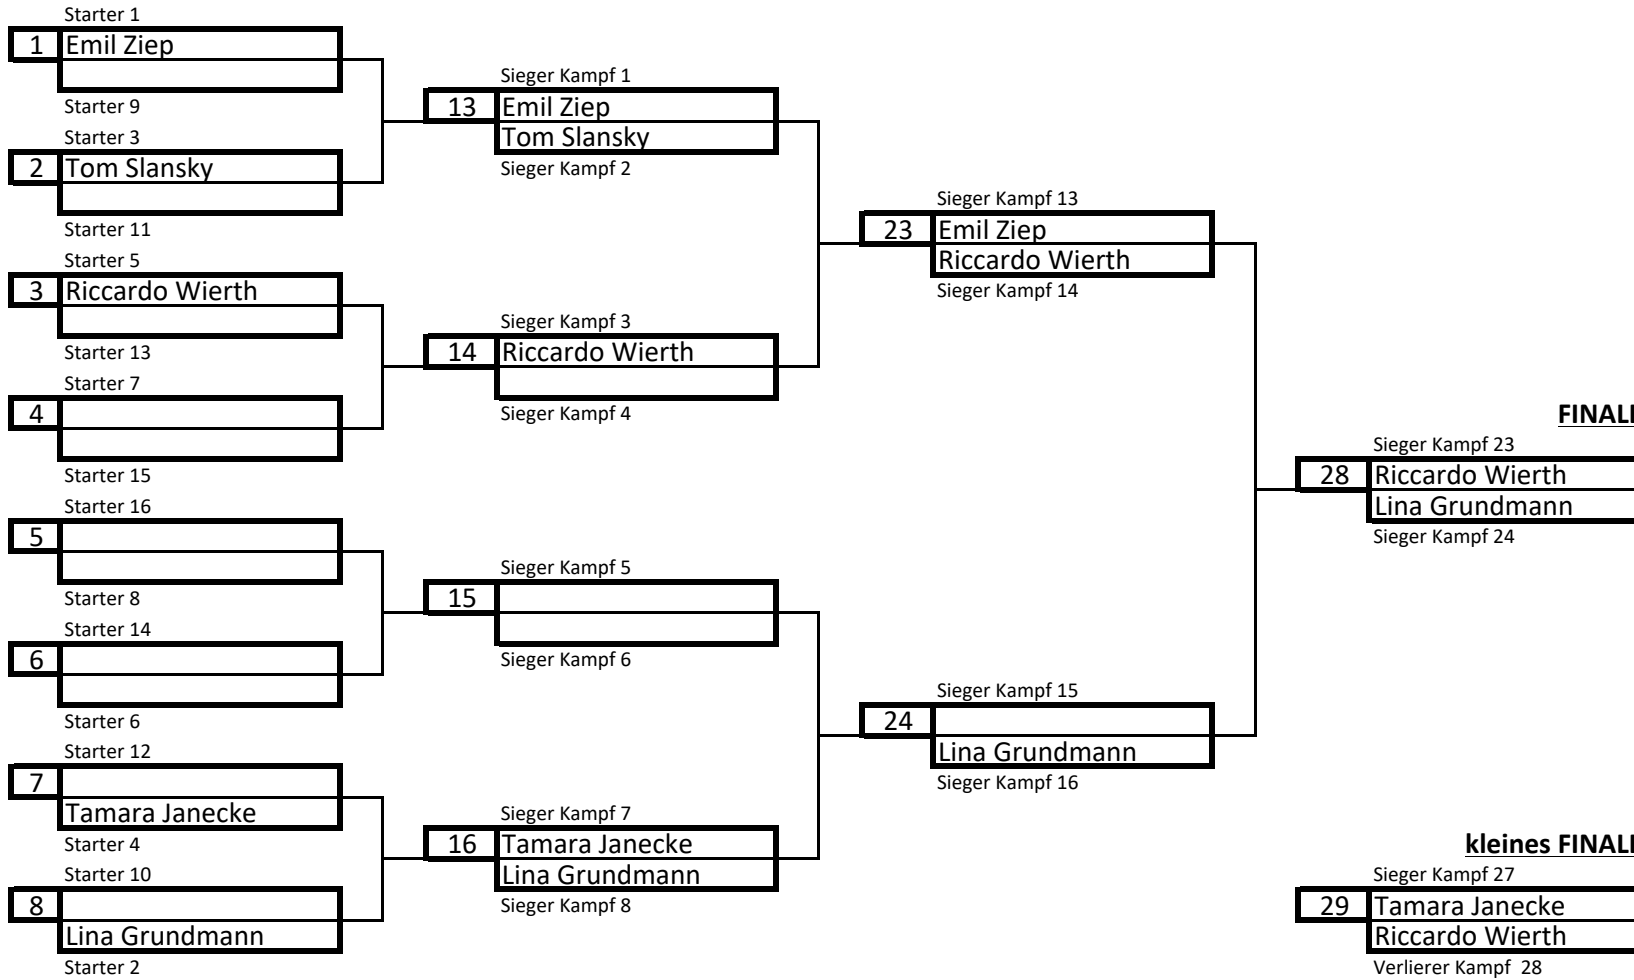 Starter 1
1 Emil Ziep
Starter 9
Starter 3
2 Tom Slansky
Starter 11
Starter 5
3 Riccardo Wierth
Starter 13
Starter 7
4
Starter 15
Starter 16
5
Starter 8
Starter 14
6
Starter 6
Starter 12
7
Tamara Janecke
Starter 4
Starter 10
8
Lina Grundmann
Starter 2
Sieger Kampf 1
13 Emil Ziep
Tom Slansky
Sieger Kampf 2
Sieger Kampf 3
14 Riccardo Wierth
Sieger Kampf 4
Sieger Kampf 5
15
Sieger Kampf 6
Sieger Kampf 7
16 Tamara Janecke
Lina Grundmann
Sieger Kampf 8
Sieger Kampf 13
23 Emil Ziep
Riccardo Wierth
Sieger Kampf 14
Sieger Kampf 15
24
Lina Grundmann
Sieger Kampf 16
FINAL
Sieger Kampf 23
28 Riccardo Wierth
Lina Grundmann
Sieger Kampf 24
kleines FINAL
Sieger Kampf 27
29 Tamara Janecke
Riccardo Wierth
Verlierer Kampf 28